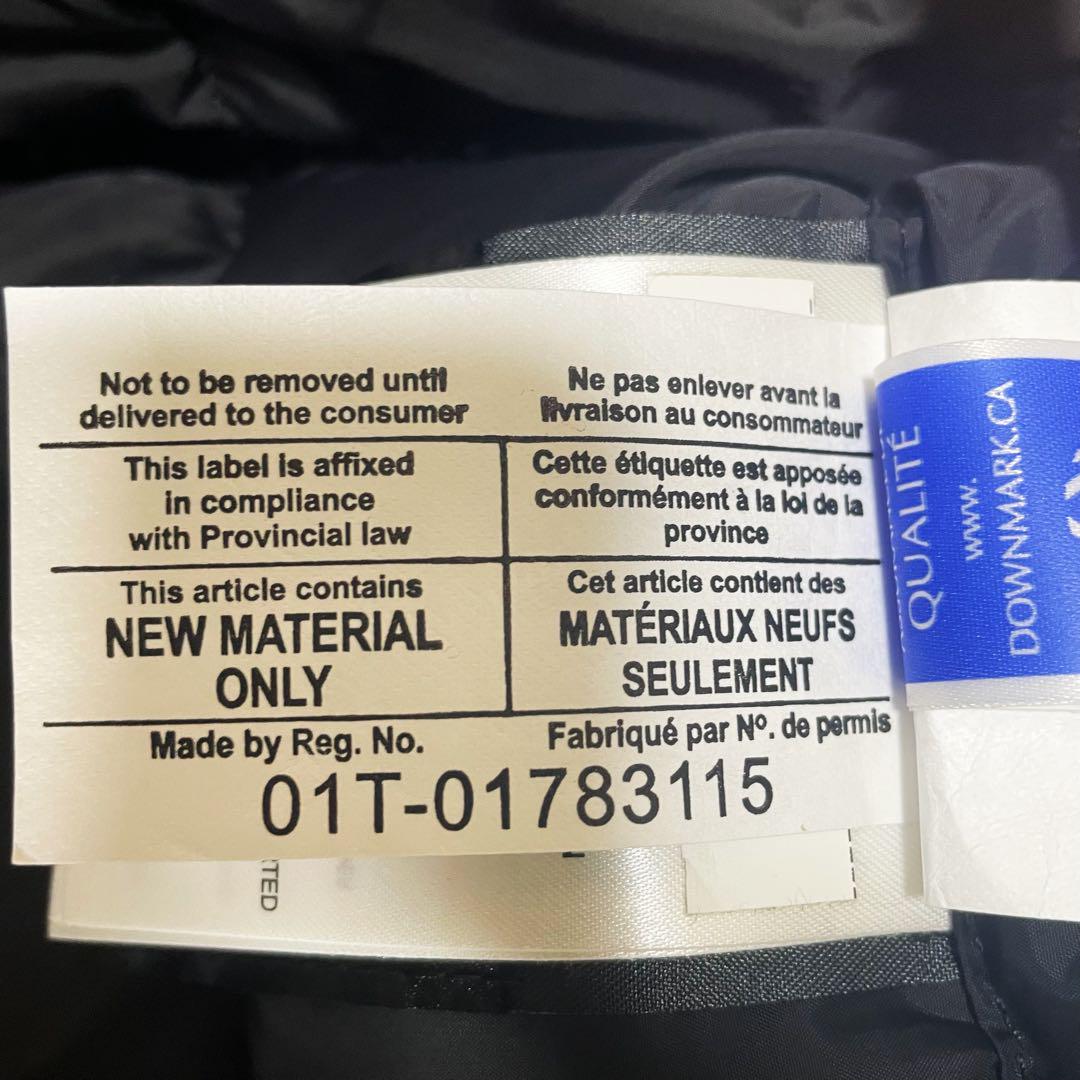 Not to be removed until
delivered to the consumer
Ne pas enlever avant la
livraison au consommateur
This label is affixed
in compliance
with Provincial law
Cette étiquette est apposée
conformément à la loi de la
province
This article contains
NEW MATERIAL
ONLY
Cet article contient des
MATÉRIAUX NEUFS
SEULEMENT
Made by Reg. No.
Fabriqué par Nº. de permis
01T-01783115
QUALITÉ
www.
DOWNMARK.CA